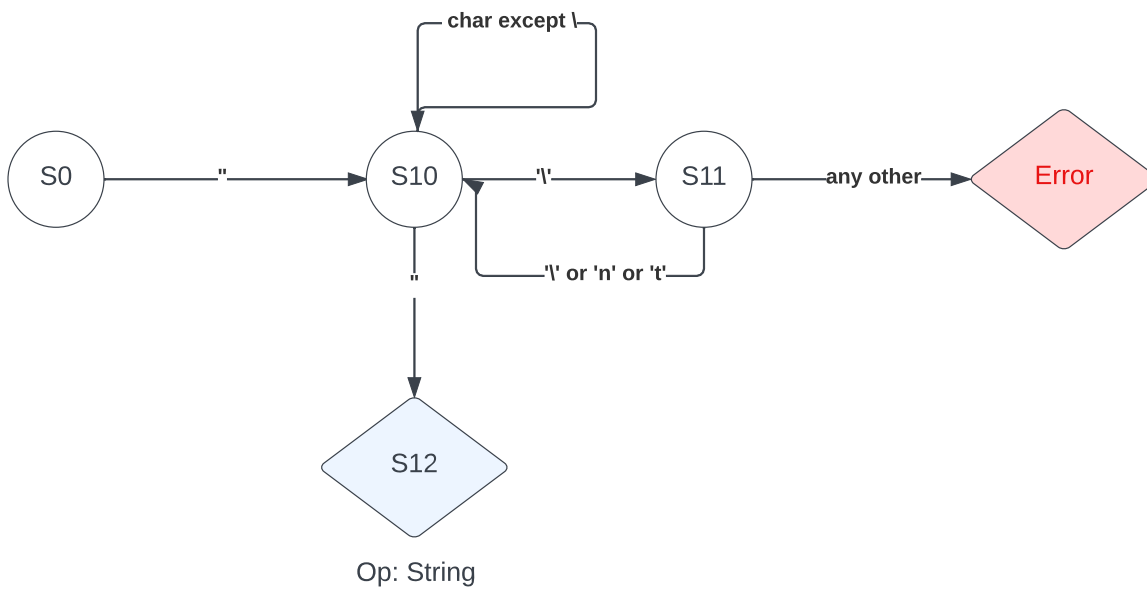 char except \
S0
"
S10
'\'
S11
any other
Error
'\' or 'n' or 't'
"
S12
Op: String